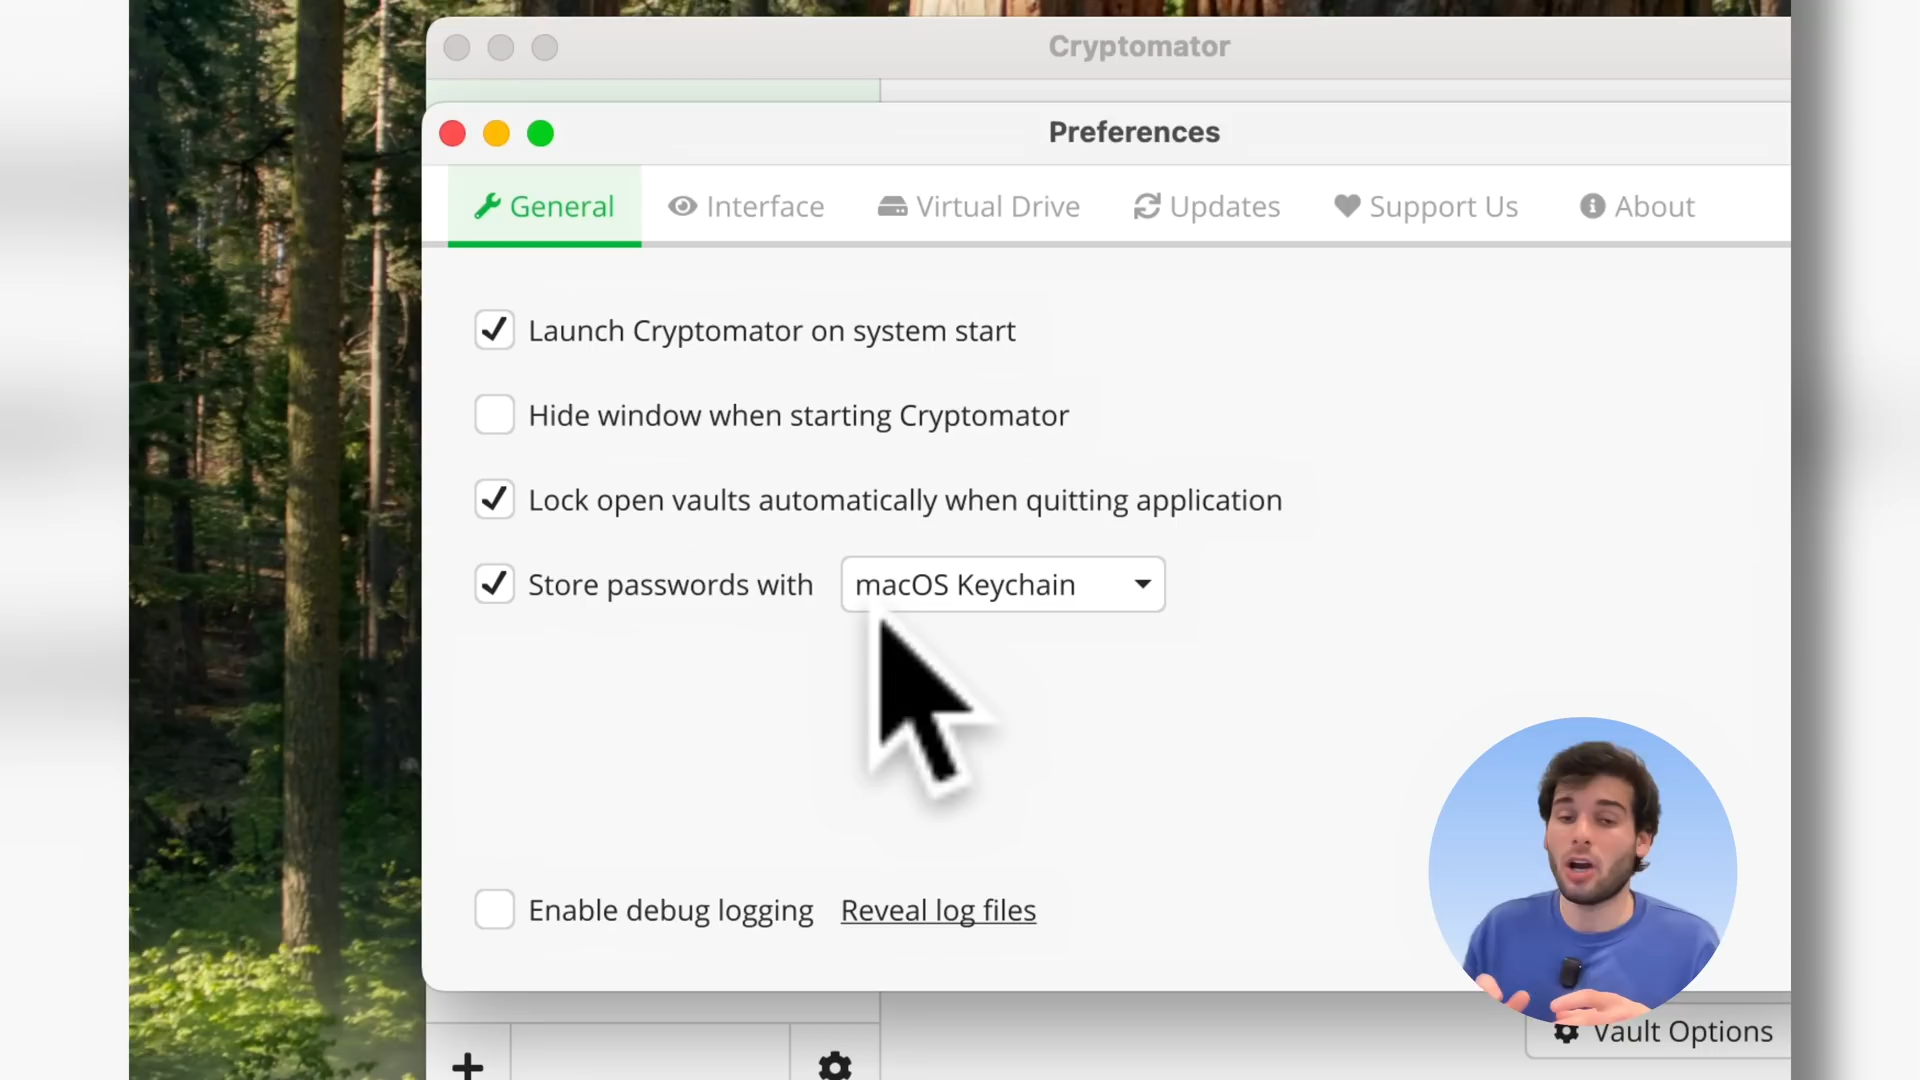 Cryptomator
Preferences
General Interface Virtual Drive Updates Support Us About
Launch Cryptomator on system start
Hide window when starting Cryptomator
Lock open vaults automatically when quitting application
Store passwords with macOS Keychain
Enable debug logging Reveal log files
Vault Options